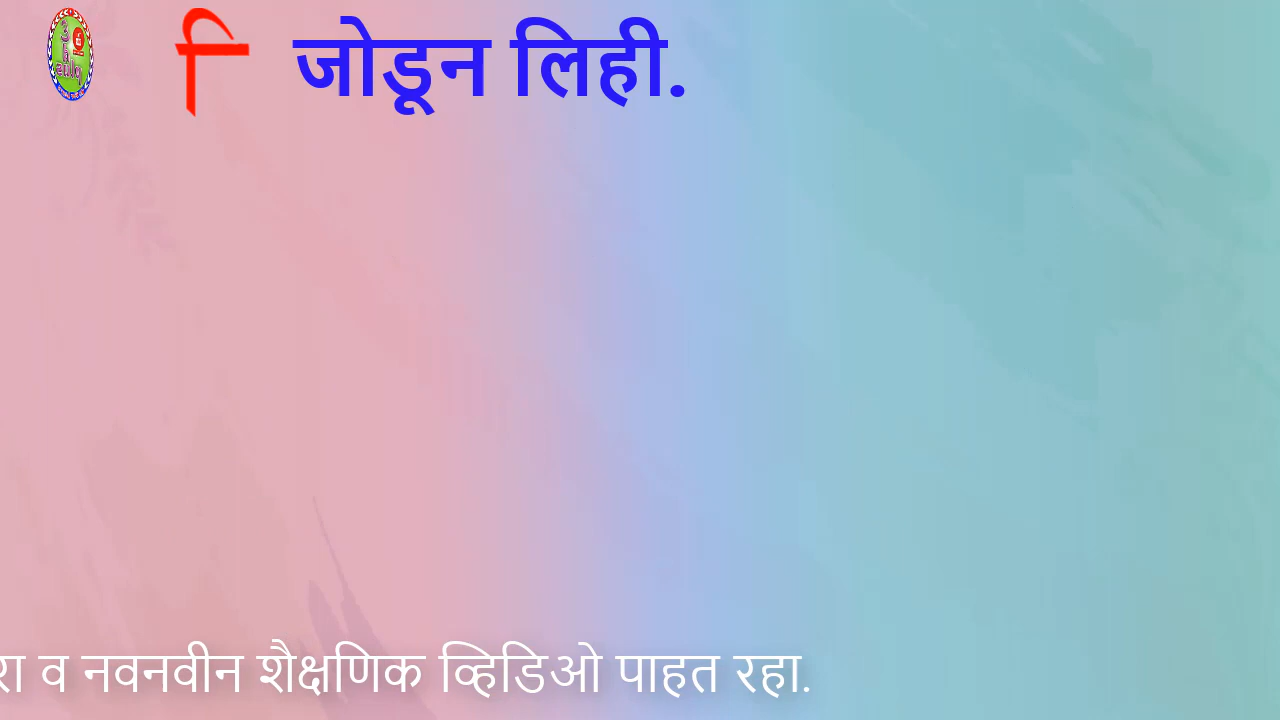 ि जोडून लिही.
रा व नवनवीन शैक्षणिक व्हिडिओ पाहत रहा.